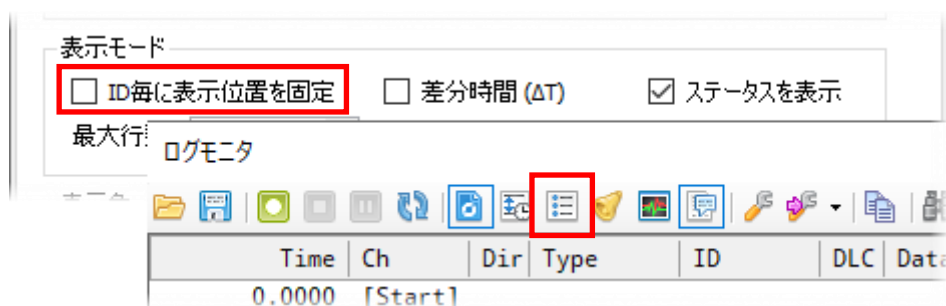 表示モード
ID毎に表示位置を固定 差分時間 (ΔT) ステータスを表示
最大行
ログモニタ
Time Ch Dir Type ID DLC Data
0.0000 [Start]